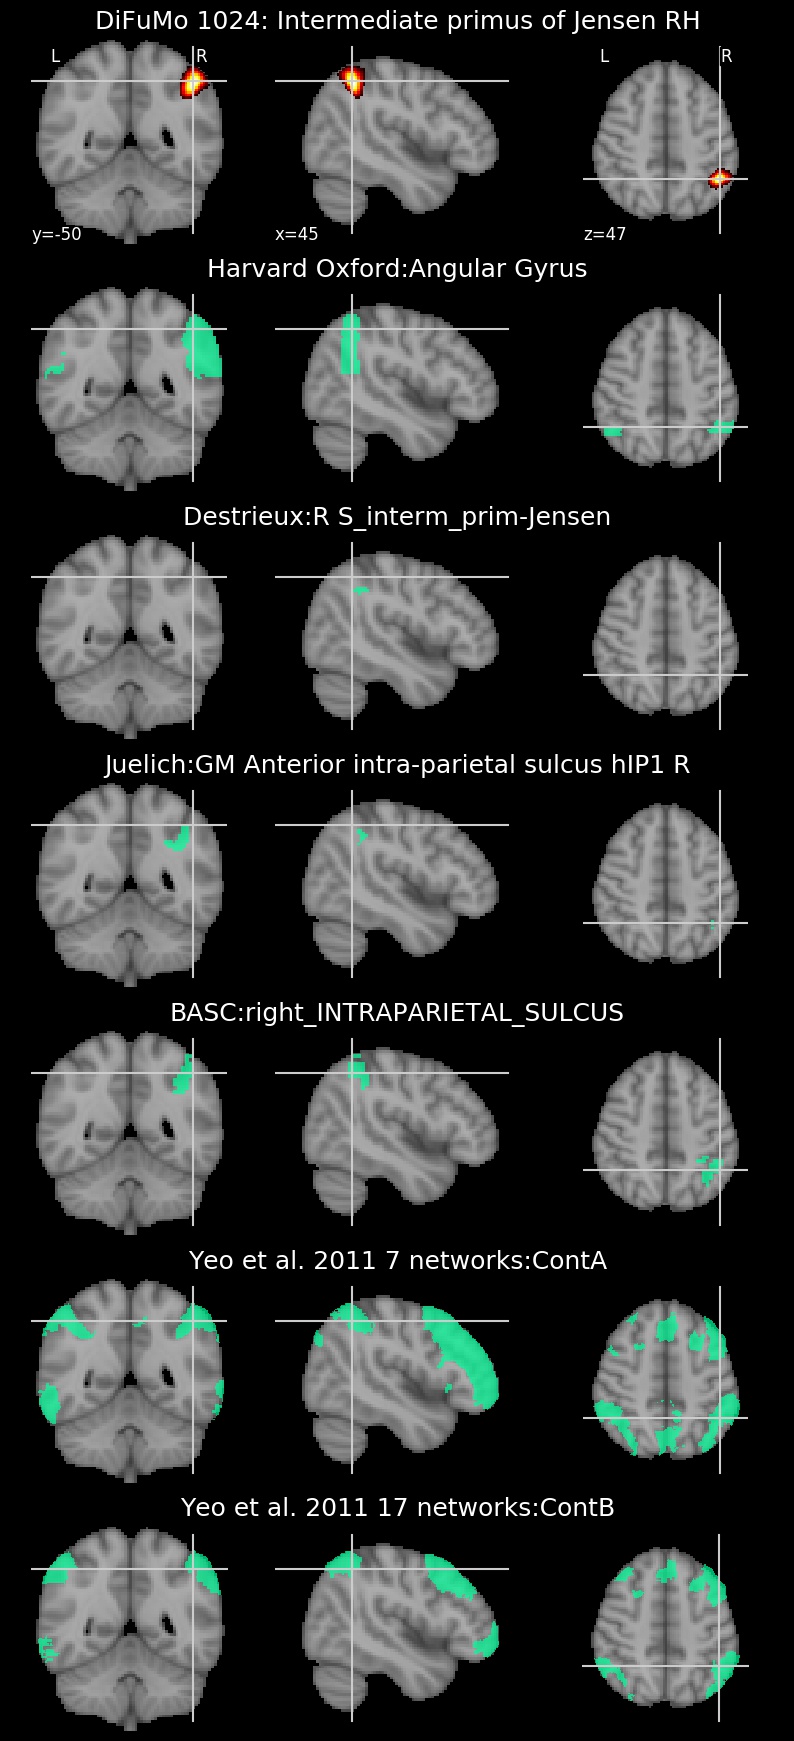 DiFuMo 1024: Intermediate primus of Jensen RH
L R L R
y=-50 x=45 z=47
Harvard Oxford:Angular Gyrus
Destrieux:R S_interm_prim-Jensen
Juelich:GM Anterior intra-parietal sulcus hIP1 R
BASC:right_INTRAPARIETAL_SULCUS
Yeo et al. 2011 7 networks:ContA
Yeo et al. 2011 17 networks:ContB